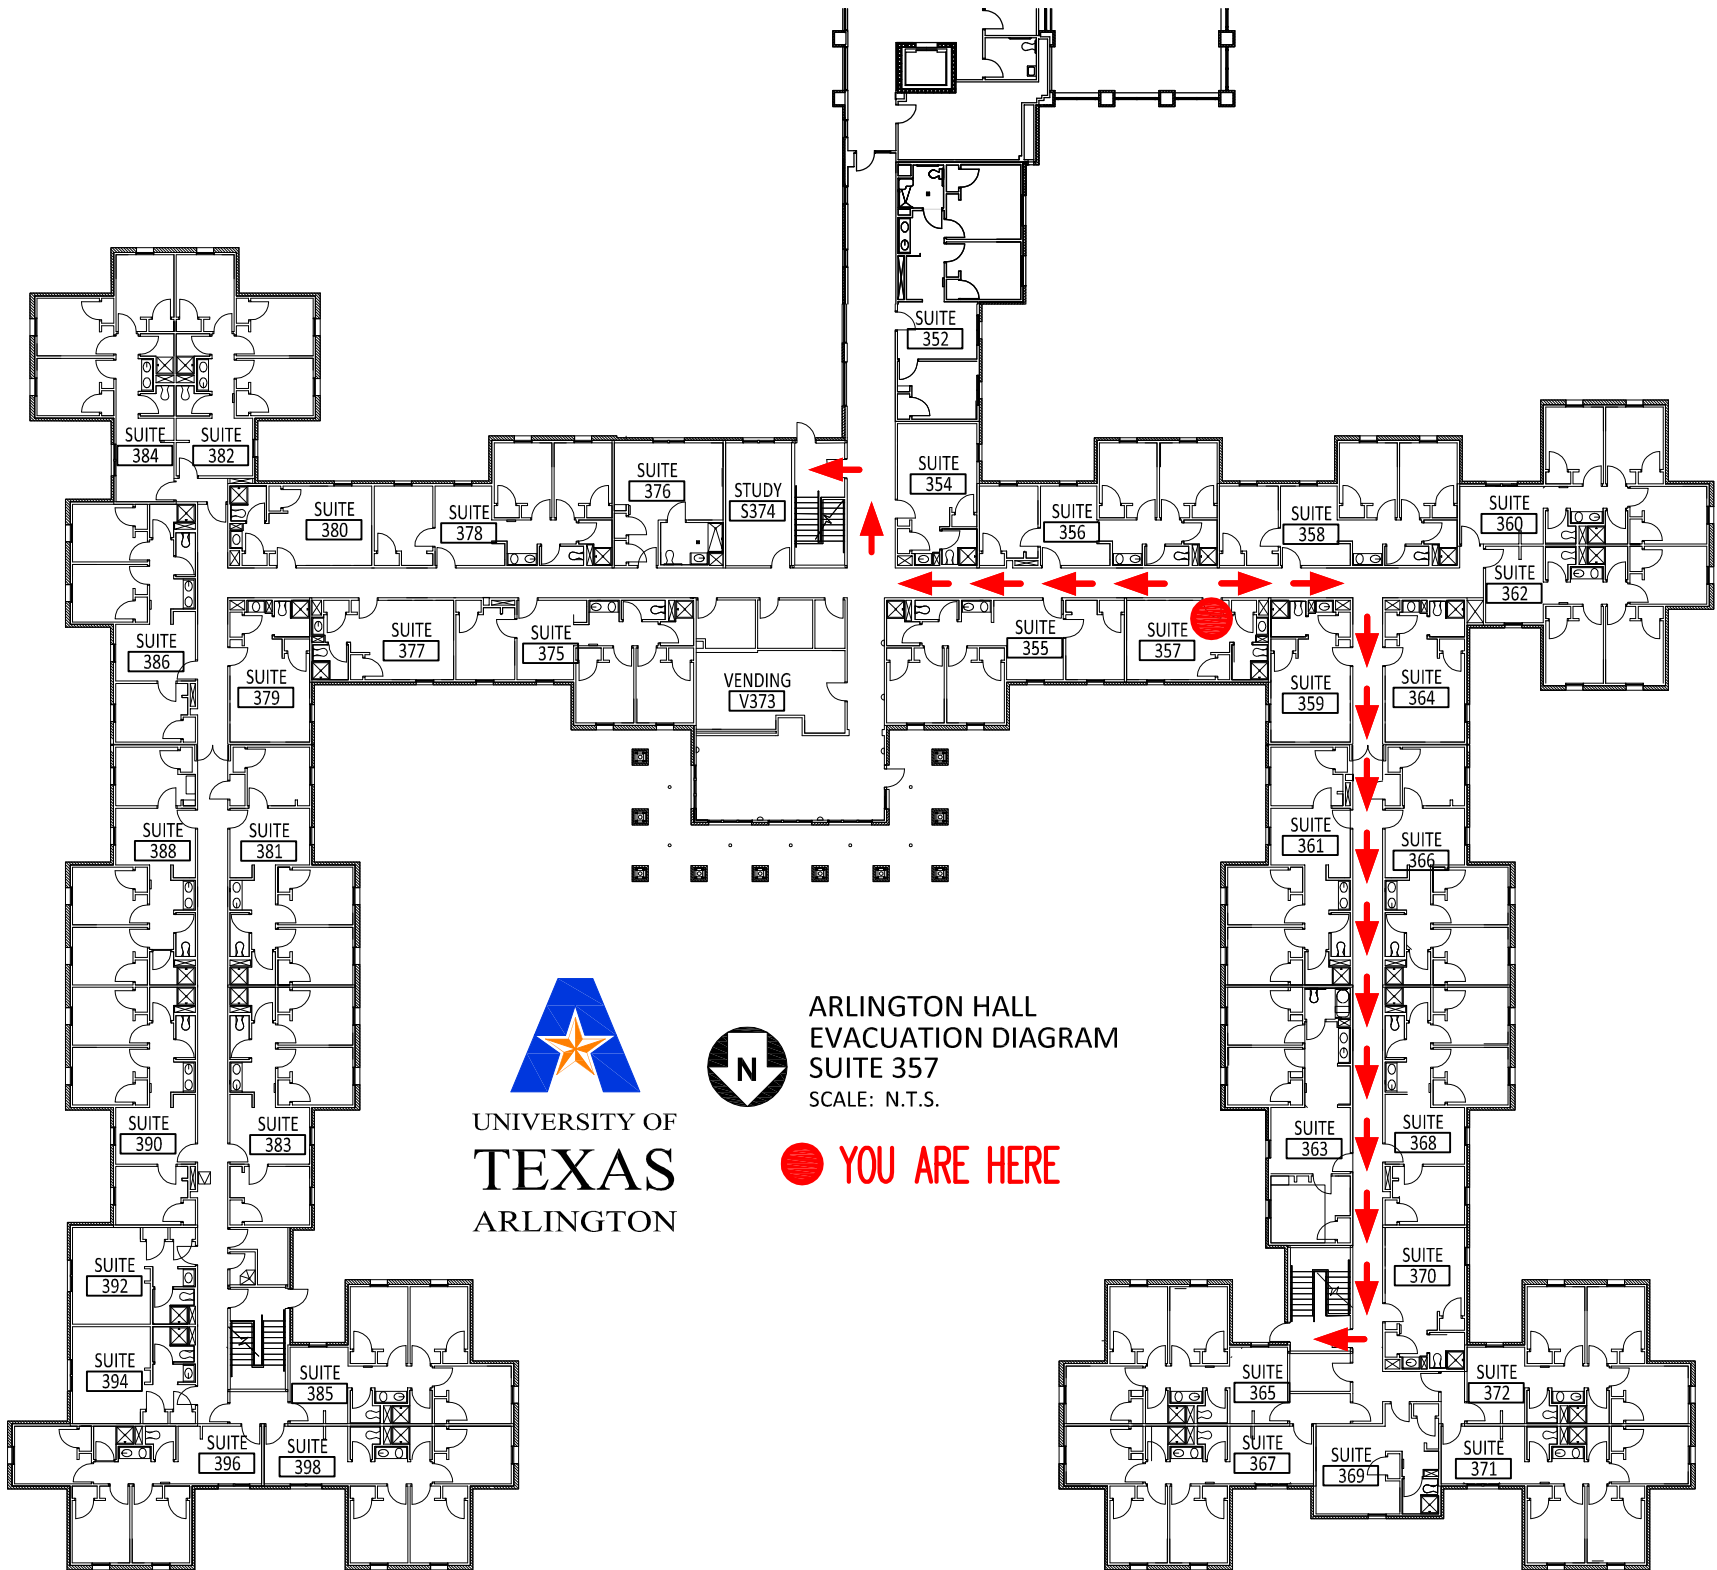 SUITE
352
SUITE
384
SUITE
382
SUITE
376
STUDY
S374
SUITE
354
SUITE
380
SUITE
378
SUITE
356
SUITE
358
SUITE
360
SUITE
362
SUITE
386
SUITE
379
SUITE
377
SUITE
375
VENDING
V373
SUITE
355
SUITE
357
SUITE
359
SUITE
364
SUITE
388
SUITE
381
SUITE
361
SUITE
366
ARLINGTON HALL
EVACUATION DIAGRAM
SUITE 357
SCALE: N.T.S.
N
UNIVERSITY OF
TEXAS
ARLINGTON
YOU ARE HERE
SUITE
390
SUITE
383
SUITE
363
SUITE
368
SUITE
392
SUITE
370
SUITE
394
SUITE
385
SUITE
365
SUITE
372
SUITE
396
SUITE
398
SUITE
367
SUITE
369
SUITE
371